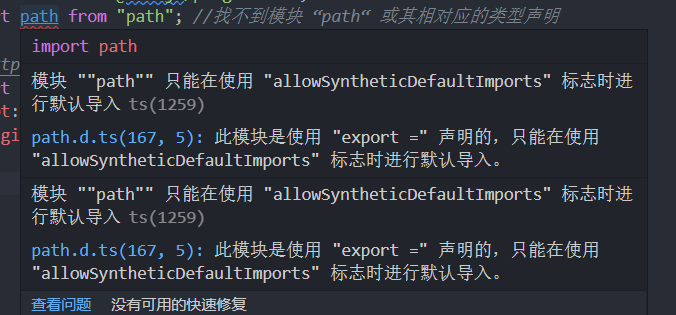 t path from "path"; //找不到模块 “path“ 或其相对应的类型声明
import path
模块 ""path"" 只能在使用 "allowSyntheticDefaultImports" 标志时进
行默认导入 ts(1259)
path.d.ts(167, 5): 此模块是使用 "export =" 声明的，只能在使用
"allowSyntheticDefaultImports" 标志时进行默认导入。
模块 ""path"" 只能在使用 "allowSyntheticDefaultImports" 标志时进
行默认导入 ts(1259)
path.d.ts(167, 5): 此模块是使用 "export =" 声明的，只能在使用
"allowSyntheticDefaultImports" 标志时进行默认导入。
查看问题 没有可用的快速修复
tp
t
t:
gi